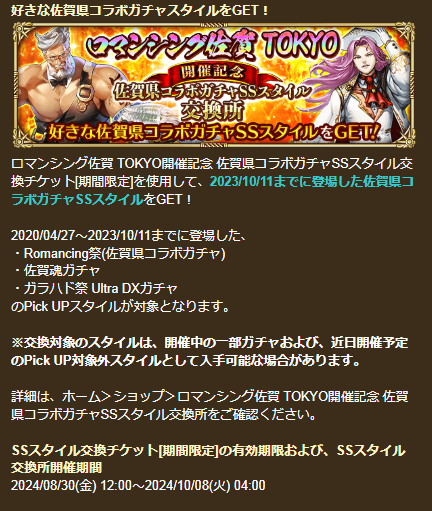 好きな佐賀県コラボガチャスタイルをGET！
ロマンシング佐賀 TOKYO
開催記念
佐賀県コラボガチャSSスタイル
交換所
好きな佐賀県コラボガチャSSスタイルをGET!
ロマンシング佐賀 TOKYO開催記念 佐賀県コラボガチャSSスタイル交
換チケット[期間限定]を使用して、2023/10/11までに登場した佐賀県コ
ラボガチャSSスタイルをGET！
2020/04/27～2023/10/11までに登場した、
・Romancing祭(佐賀県コラボガチャ)
・佐賀魂ガチャ
・ガラハド祭 Ultra DXガチャ
のPick UPスタイルが対象となります。
※交換対象のスタイルは、開催中の一部ガチャおよび、近日開催予定
のPick UP対象外スタイルとして入手可能な場合があります。
詳細は、ホーム＞ショップ＞ロマンシング佐賀 TOKYO開催記念 佐賀
県コラボガチャSSスタイル交換所をご確認ください。
SSスタイル交換チケット[期間限定]の有効期限および、SSスタイル
交換所開催期間
2024/08/30(金) 12:00～2024/10/08(火) 04:00